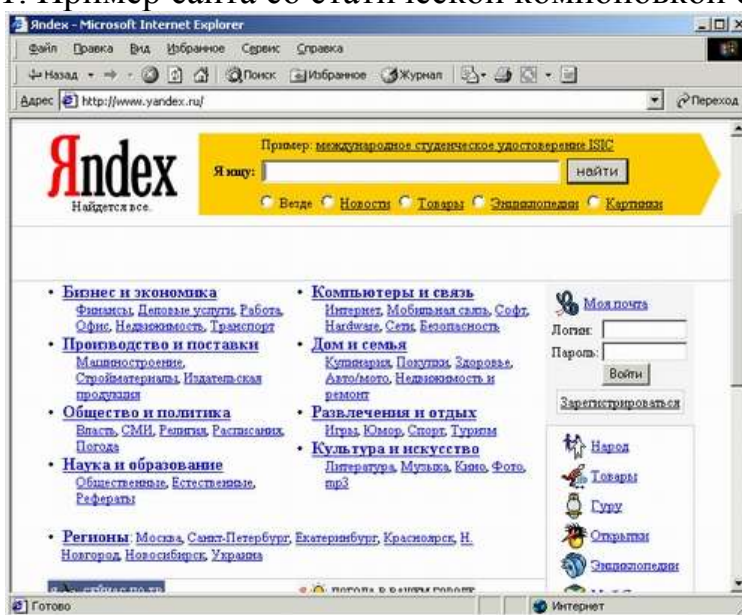 1. Пример сайта со статической компоновкой
Яndex - Microsoft Internet Explorer
Файл Правка Вид Избранное Сервис Справка
Назад Поиск Избранное Журнал
Адрес http://www.yandex.ru/ Переход
Пример: международное студенческое удостоверение ISIC
Яndex
Я ищу: найти
Найдется все.
Везде Новости Товары Энциклопедии Картинки
Бизнес и экономика
Финансы, Деловые услуги, Работа,
Офис, Недвижимость, Транспорт
Производство и поставки
Машиностроение,
Стройматериалы, Издательская
продукция
Общество и политика
Власть, СМИ, Религия, Расписания,
Погода
Наука и образование
Общественные, Естественные,
Рефераты
Компьютеры и связь
Интернет, Мобильная связь, Софт,
Hardware, Сети, Безопасность
Дом и семья
Кулинария, Покупки, Здоровье,
Авто/мото, Недвижимость и
ремонт
Развлечения и отдых
Игры, Юмор, Спорт, Туризм
Культура и искусство
Литература, Музыка, Кино, Фото,
mp3
Регионы: Москва, Санкт-Петербург, Екатеринбург, Красноярск, Н.
Новгород, Новосибирск, Украина
Моя почта
Логин:
Пароль:
Войти
Зарегистрироваться
Народ
Товары
Гуру
Открытки
Энциклопедии
Готово Интернет